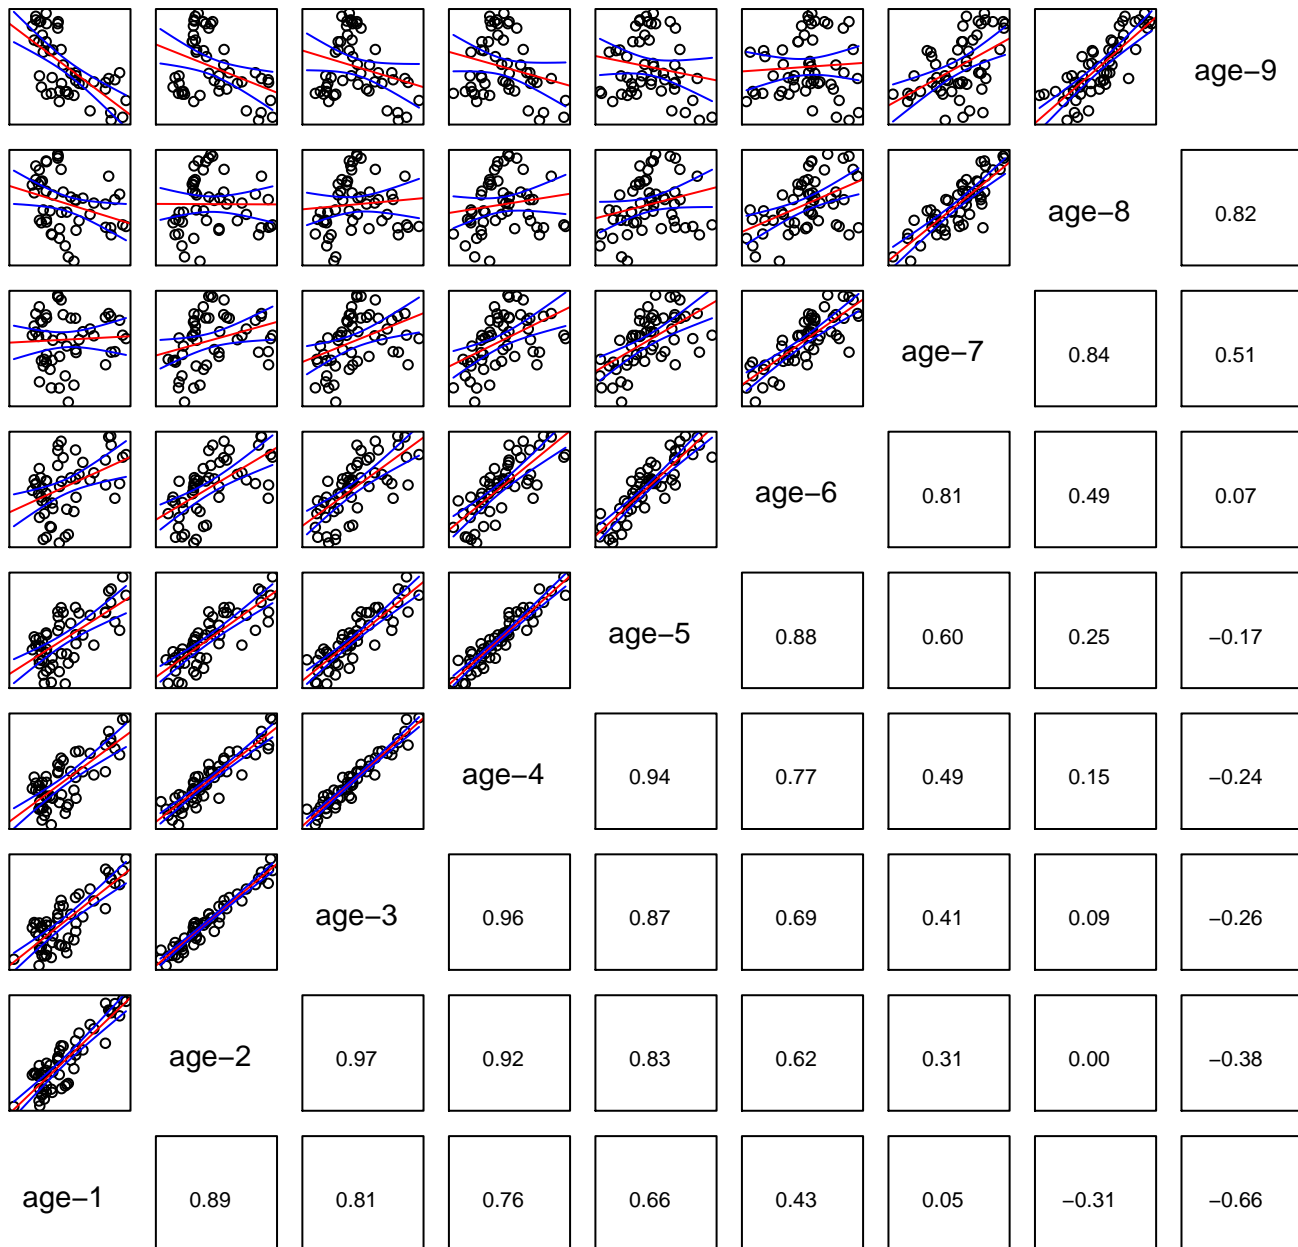 age−9
age−8 0.82
age−7 0.84 0.51
age−6 0.81 0.49 0.07
age−5 0.88 0.60 0.25 −0.17
age−4 0.94 0.77 0.49 0.15 −0.24
age−3 0.96 0.87 0.69 0.41 0.09 −0.26
age−2 0.97 0.92 0.83 0.62 0.31 0.00 −0.38
age−1 0.89 0.81 0.76 0.66 0.43 0.05 −0.31 −0.66